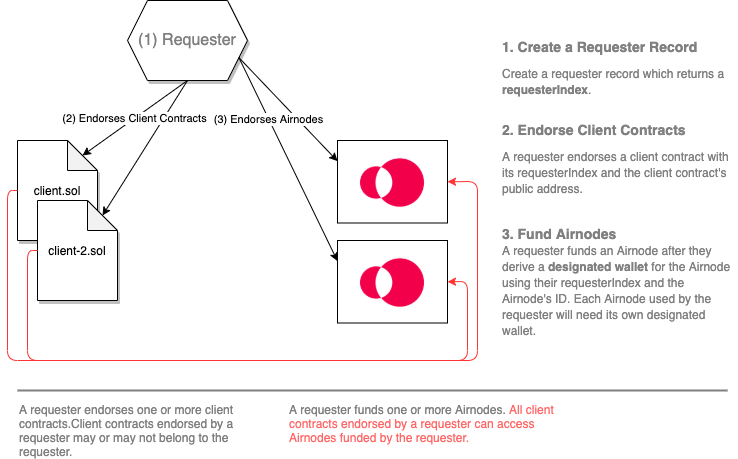 (1) Requester
(2) Endorses Client Contracts
(3) Endorses Airnodes
client.sol
client-2.sol
1. Create a Requester Record
Create a requester record which returns a
requesterIndex.
2. Endorse Client Contracts
A requester endorses a client contract with
its requesterIndex and the client contract's
public address.
3. Fund Airnodes
A requester funds an Airnode after they
derive a designated wallet for the Airnode
using their requesterIndex and the
Airnode's ID. Each Airnode used by the
requester will need its own designated
wallet.
A requester endorses one or more client
contracts.Client contracts endorsed by a
requester may or may not belong to the
requester.
A requester funds one or more Airnodes. All client
contracts endorsed by a requester can access
Airnodes funded by the requester.